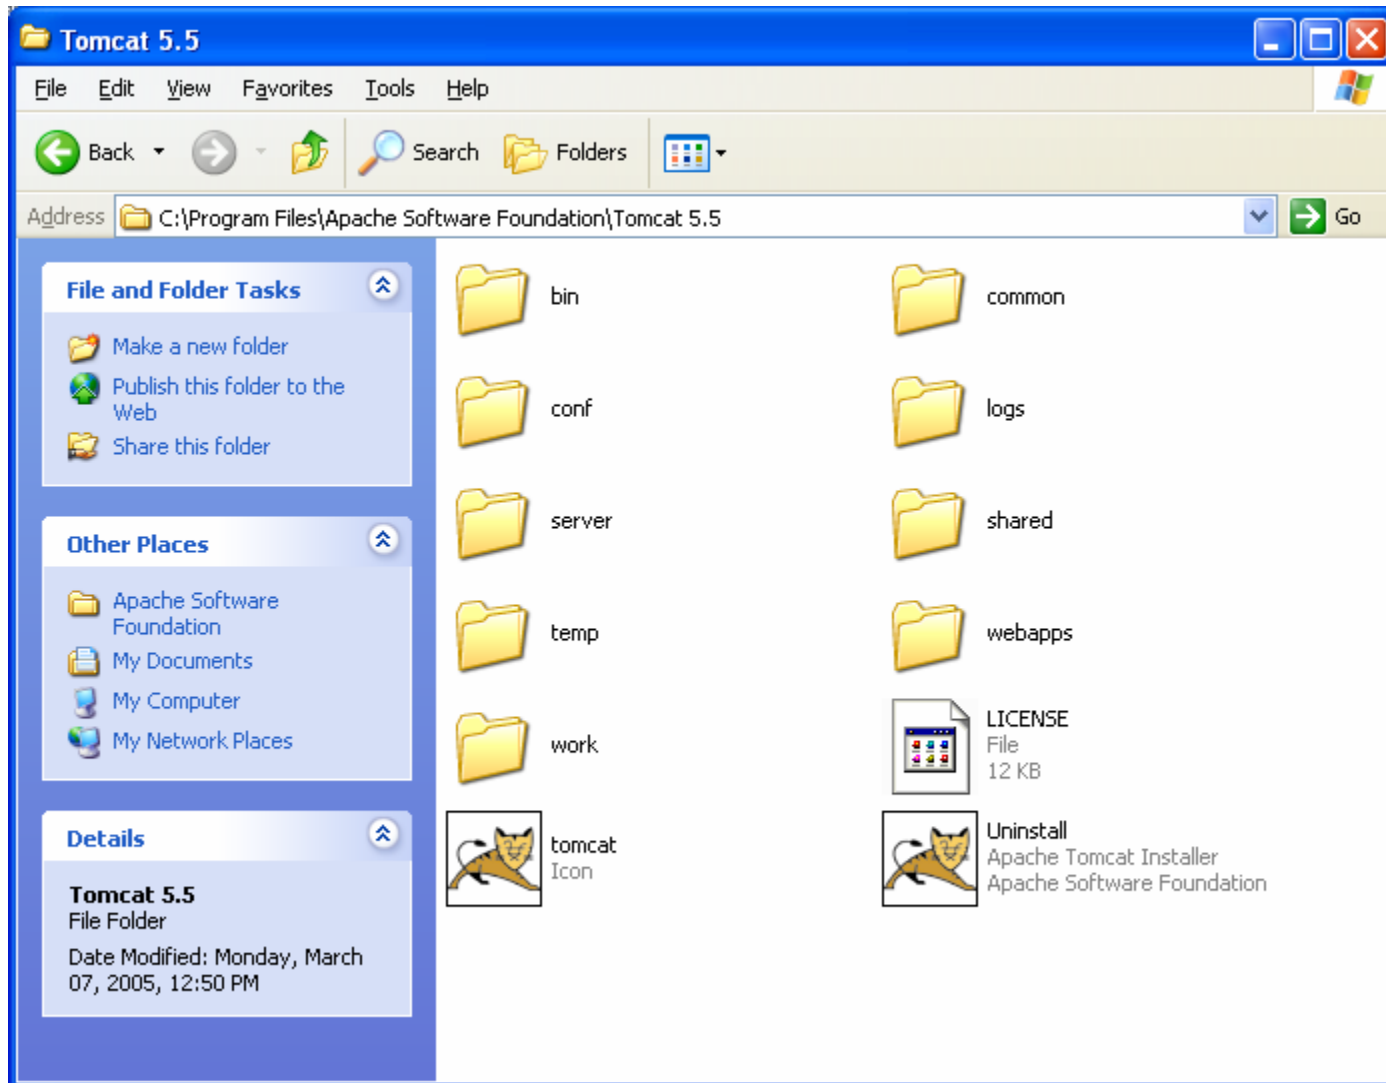 Tomcat 5.5
File Edit View Favorites Tools Help
Back Search Folders
Address C:\Program Files\Apache Software Foundation\Tomcat 5.5 Go
File and Folder Tasks
Make a new folder
Publish this folder to the
Web
Share this folder
Other Places
Apache Software
Foundation
My Documents
My Computer
My Network Places
Details
Tomcat 5.5
File Folder
Date Modified: Monday, March
07, 2005, 12:50 PM
bin
common
conf
logs
server
shared
temp
webapps
work
LICENSE
File
12 KB
tomcat
Icon
Uninstall
Apache Tomcat Installer
Apache Software Foundation